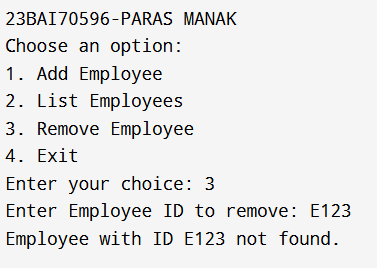 23BAI70596-PARAS MANAK
Choose an option:
1. Add Employee
2. List Employees
3. Remove Employee
4. Exit
Enter your choice: 3
Enter Employee ID to remove: E123
Employee with ID E123 not found.